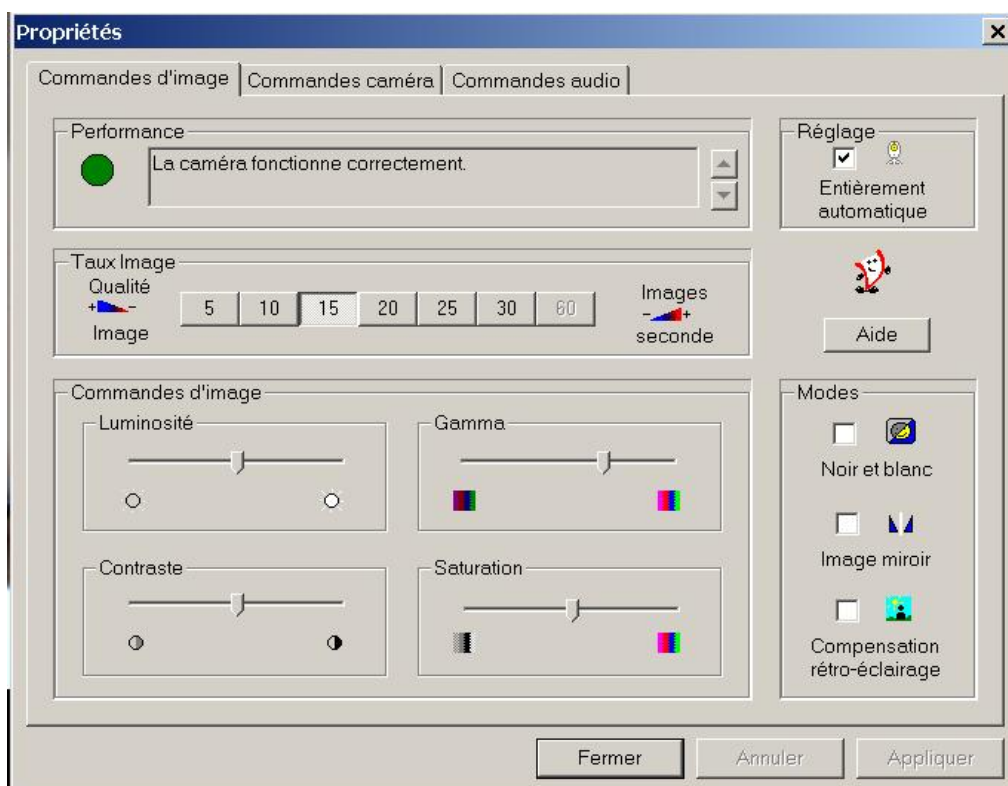 Propriétés
Commandes d'image
Commandes caméra
Commandes audio
Performance
La caméra fonctionne correctement.
Réglage
Entièrement
automatique
Taux Image
Qualité
+ -
Image
5 10 15 20 25 30 60
Images
- +
seconde
Aide
Commandes d'image
Luminosité
Gamma
Contraste
Saturation
Modes
Noir et blanc
Image miroir
Compensation
rétro-éclairage
Fermer
Annuler
Appliquer